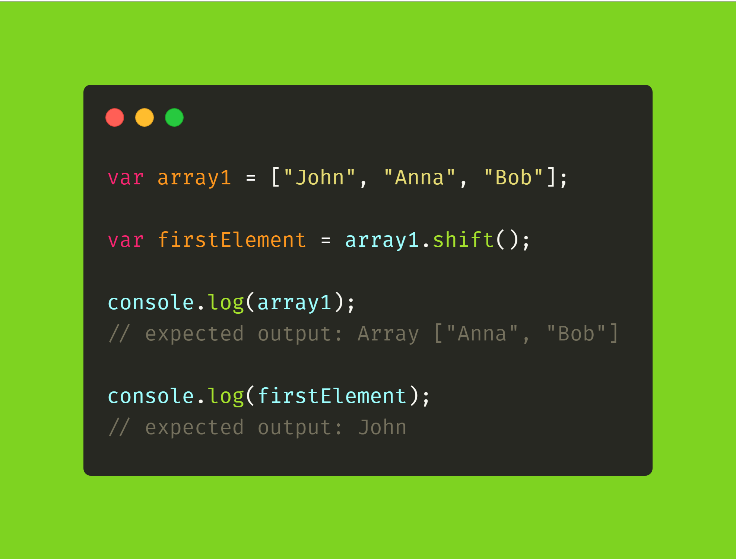 var array1 = ["John", "Anna", "Bob"];
var firstElement = array1.shift();
console.log(array1);
// expected output: Array ["Anna", "Bob"]
console.log(firstElement);
// expected output: John